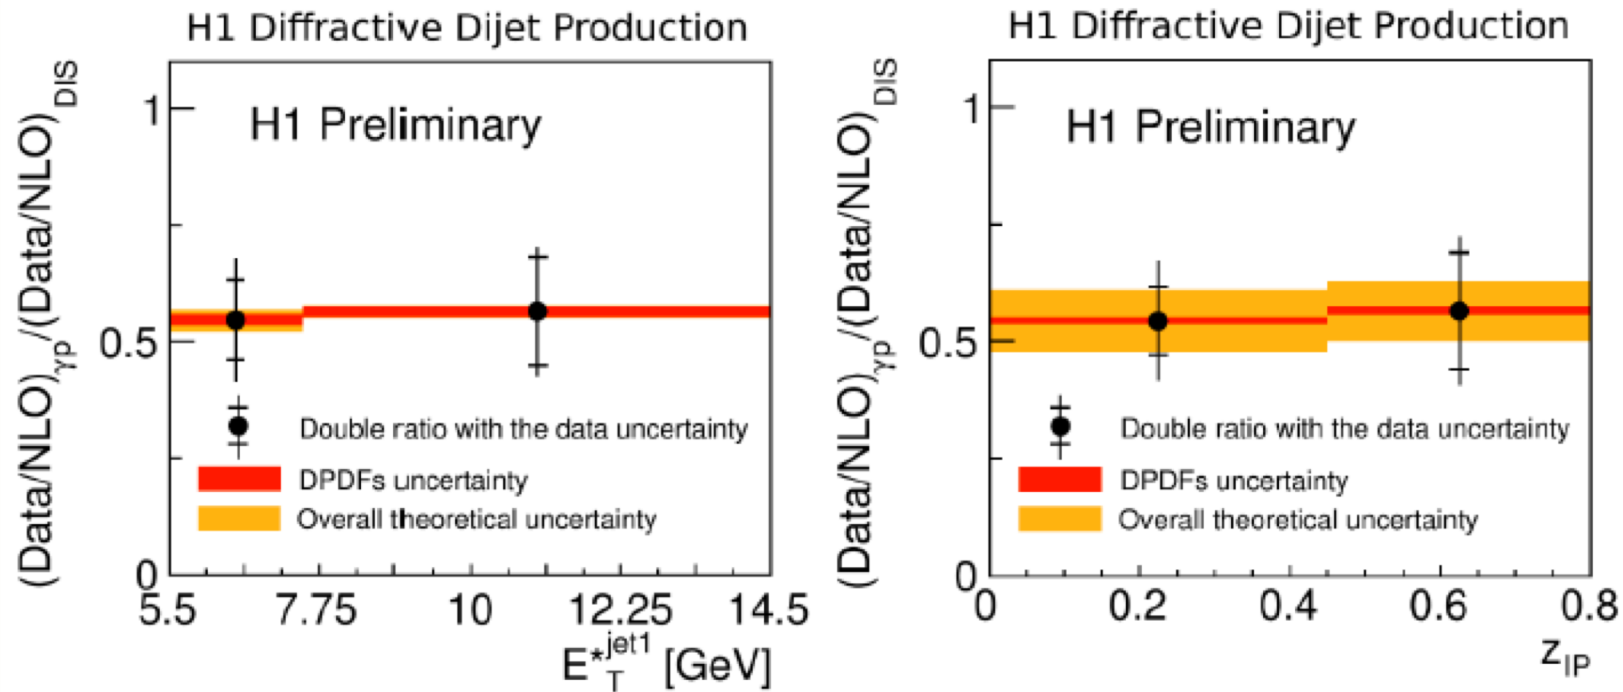 H1 Diffractive Dijet Production
(Data/NLO)γp/(Data/NLO)DIS
H1 Preliminary
1
0.5
0
Double ratio with the data uncertainty
DPDFs uncertainty
Overall theoretical uncertainty
5.5 7.75 10 12.25 14.5
E*jet1T [GeV]
H1 Diffractive Dijet Production
(Data/NLO)γp/(Data/NLO)DIS
H1 Preliminary
1
0.5
0
Double ratio with the data uncertainty
DPDFs uncertainty
Overall theoretical uncertainty
0 0.2 0.4 0.6 0.8
zIP